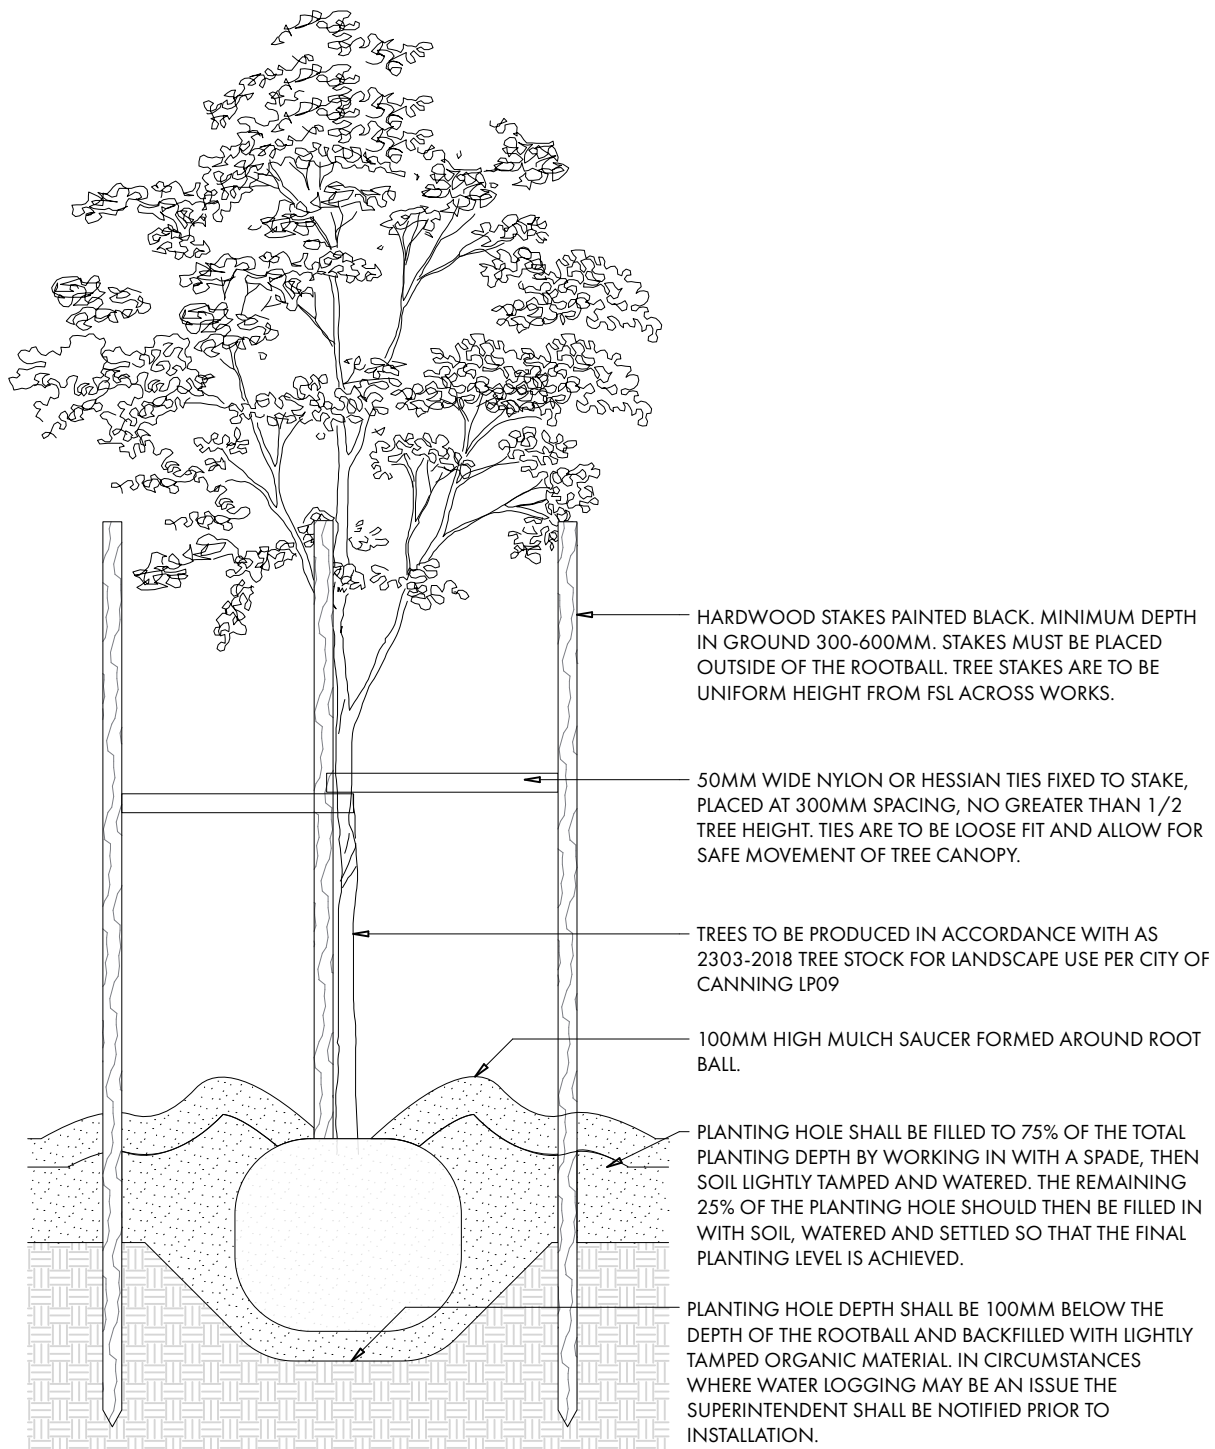 HARDWOOD STAKES PAINTED BLACK. MINIMUM DEPTH
IN GROUND 300-600MM. STAKES MUST BE PLACED
OUTSIDE OF THE ROOTBALL. TREE STAKES ARE TO BE
UNIFORM HEIGHT FROM FSL ACROSS WORKS.
50MM WIDE NYLON OR HESSIAN TIES FIXED TO STAKE,
PLACED AT 300MM SPACING, NO GREATER THAN 1/2
TREE HEIGHT. TIES ARE TO BE LOOSE FIT AND ALLOW FOR
SAFE MOVEMENT OF TREE CANOPY.
TREES TO BE PRODUCED IN ACCORDANCE WITH AS
2303-2018 TREE STOCK FOR LANDSCAPE USE PER CITY OF
CANNING LP09
100MM HIGH MULCH SAUCER FORMED AROUND ROOT
BALL.
PLANTING HOLE SHALL BE FILLED TO 75% OF THE TOTAL
PLANTING DEPTH BY WORKING IN WITH A SPADE, THEN
SOIL LIGHTLY TAMPED AND WATERED. THE REMAINING
25% OF THE PLANTING HOLE SHOULD THEN BE FILLED IN
WITH SOIL, WATERED AND SETTLED SO THAT THE FINAL
PLANTING LEVEL IS ACHIEVED.
PLANTING HOLE DEPTH SHALL BE 100MM BELOW THE
DEPTH OF THE ROOTBALL AND BACKFILLED WITH LIGHTLY
TAMPED ORGANIC MATERIAL. IN CIRCUMSTANCES
WHERE WATER LOGGING MAY BE AN ISSUE THE
SUPERINTENDENT SHALL BE NOTIFIED PRIOR TO
INSTALLATION.